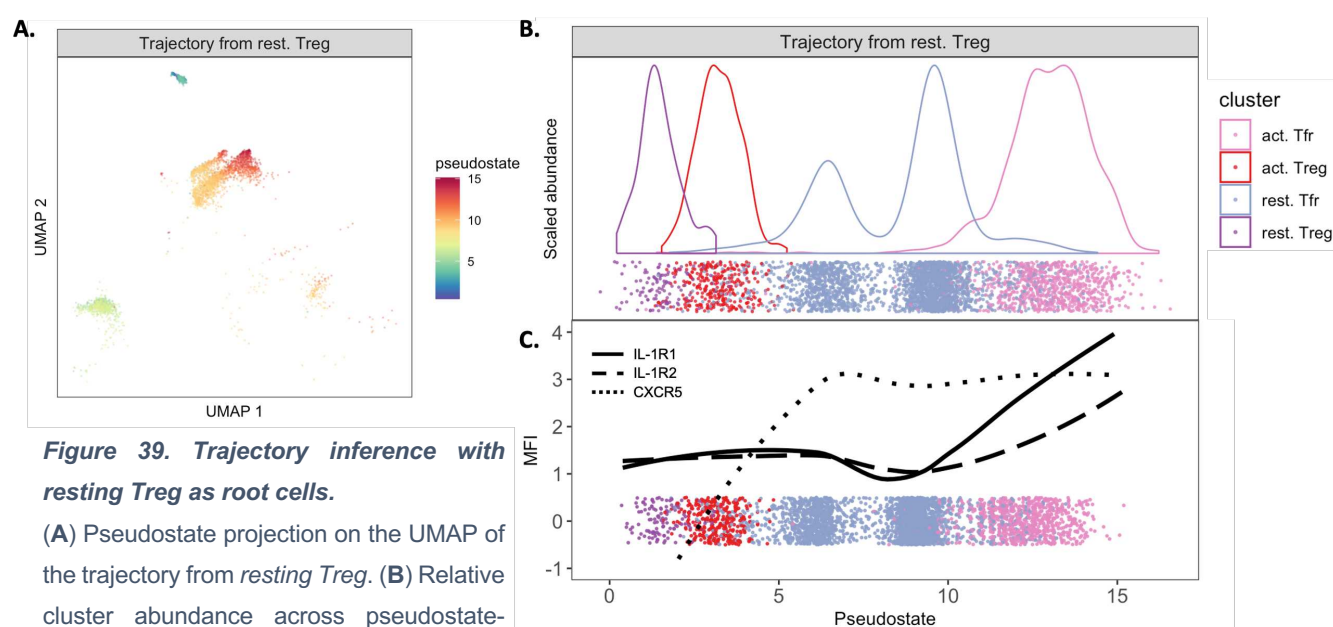 A.
Trajectory from rest. Treg
UMAP 2
UMAP 1
pseudostate
15
10
5
B.
Trajectory from rest. Treg
Scaled abundance
cluster
act. Tfr
act. Treg
rest. Tfr
rest. Treg
C.
IL-1R1
IL-1R2
CXCR5
MFI
4
3
2
1
0
-1
0 5 10 15
Pseudostate
Figure 39. Trajectory inference with
resting Treg as root cells.
(A) Pseudostate projection on the UMAP of
the trajectory from resting Treg. (B) Relative
cluster abundance across pseudostate-